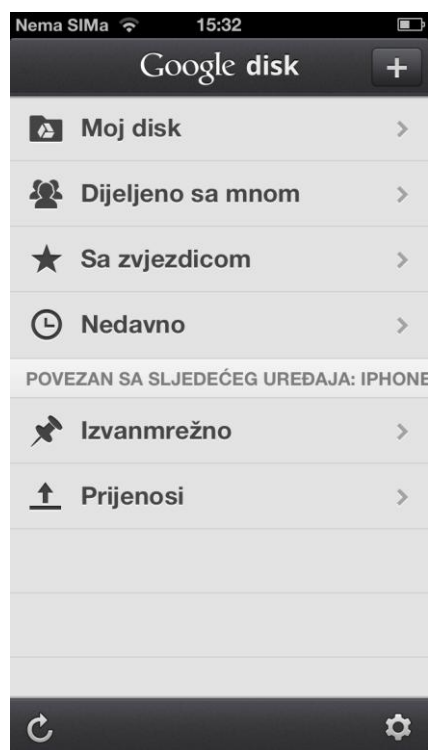 Nema SIMa 15:32
Google disk
Moj disk
Dijeljeno sa mnom
Sa zvjezdicom
Nedavno
POVEZAN SA SLJEDEĆEG UREĐAJA: IPHONE
Izvanmrežno
Prijenosi